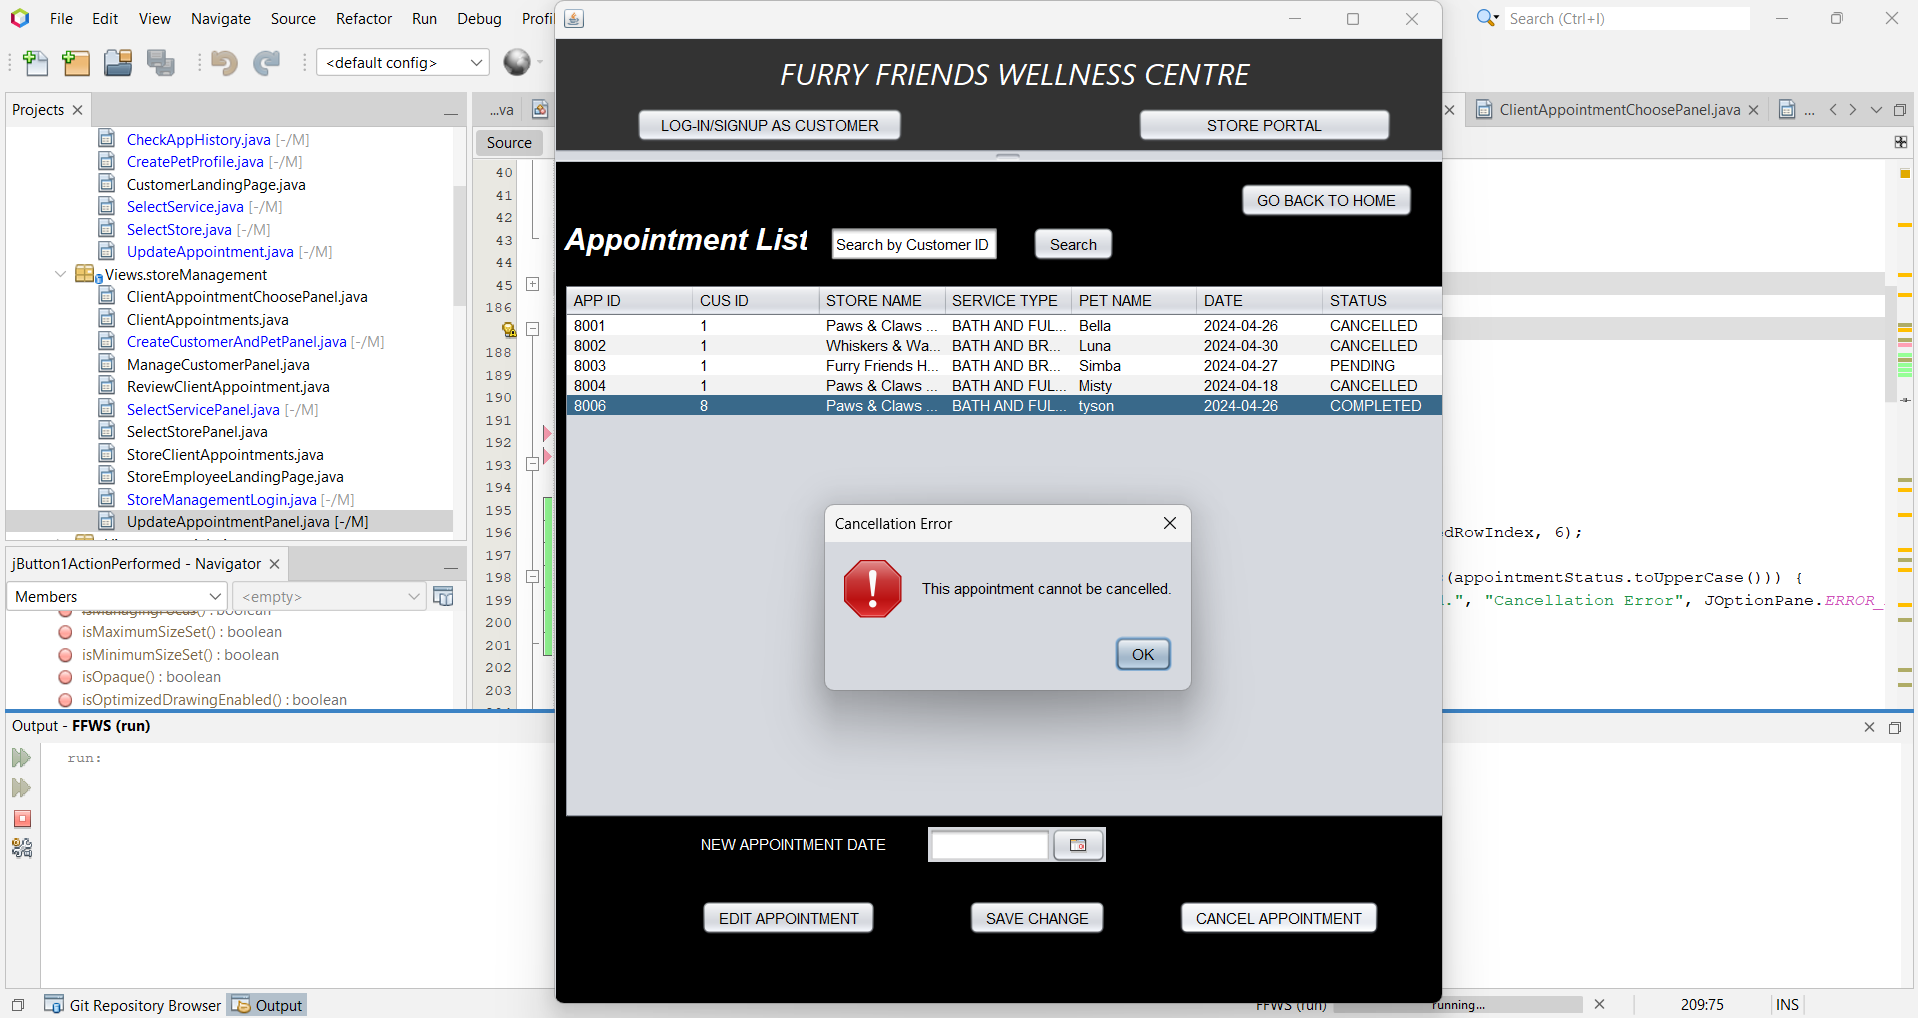 File Edit View Navigate Source Refactor Run Debug
Search (Ctrl+I)
<default config>
FURRY FRIENDS WELLNESS CENTRE
LOG-IN/SIGNUP AS CUSTOMER
STORE PORTAL
Projects
...va
ClientAppointmentChoosePanel.java
...
Source
CheckAppHistory.java [-/M]
CreatePetProfile.java [-/M]
CustomerLandingPage.java
SelectService.java [-/M]
SelectStore.java [-/M]
UpdateAppointment.java [-/M]
Views.storeManagement
ClientAppointmentChoosePanel.java
ClientAppointments.java
CreateCustomerAndPetPanel.java [-/M]
ManageCustomerPanel.java
ReviewClientAppointment.java
SelectServicePanel.java [-/M]
SelectStorePanel.java
StoreClientAppointments.java
StoreEmployeeLandingPage.java
StoreManagementLogin.java [-/M]
UpdateAppointmentPanel.java [-/M]
40
41
42
43
44
45
186
188
189
190
191
192
193
194
195
196
197
198
199
200
201
202
203
GO BACK TO HOME
Appointment List
Search by Customer ID
Search
APP ID CUS ID STORE NAME SERVICE TYPE PET NAME DATE STATUS
8001 1 Paws & Claws ... BATH AND FUL... Bella 2024-04-26 CANCELLED
8002 1 Whiskers & Wa... BATH AND BR... Luna 2024-04-30 CANCELLED
8003 1 Furry Friends H... BATH AND BR... Simba 2024-04-27 PENDING
8004 1 Paws & Claws ... BATH AND FUL... Misty 2024-04-18 CANCELLED
8006 8 Paws & Claws ... BATH AND FUL... tyson 2024-04-26 COMPLETED
Cancellation Error
This appointment cannot be cancelled.
OK
dRowIndex, 6);
(appointmentStatus.toUpperCase())) {
.", "Cancellation Error", JOptionPane.ERROR_
NEW APPOINTMENT DATE
EDIT APPOINTMENT
SAVE CHANGE
CANCEL APPOINTMENT
jButton1ActionPerformed - Navigator
Members
<empty>
isManagingFocus() : boolean
isMaximumSizeSet() : boolean
isMinimumSizeSet() : boolean
isOpaque() : boolean
isOptimizedDrawingEnabled() : boolean
Output - FFWS (run)
run:
Git Repository Browser
Output
FFWS (run)
running...
209:75
INS